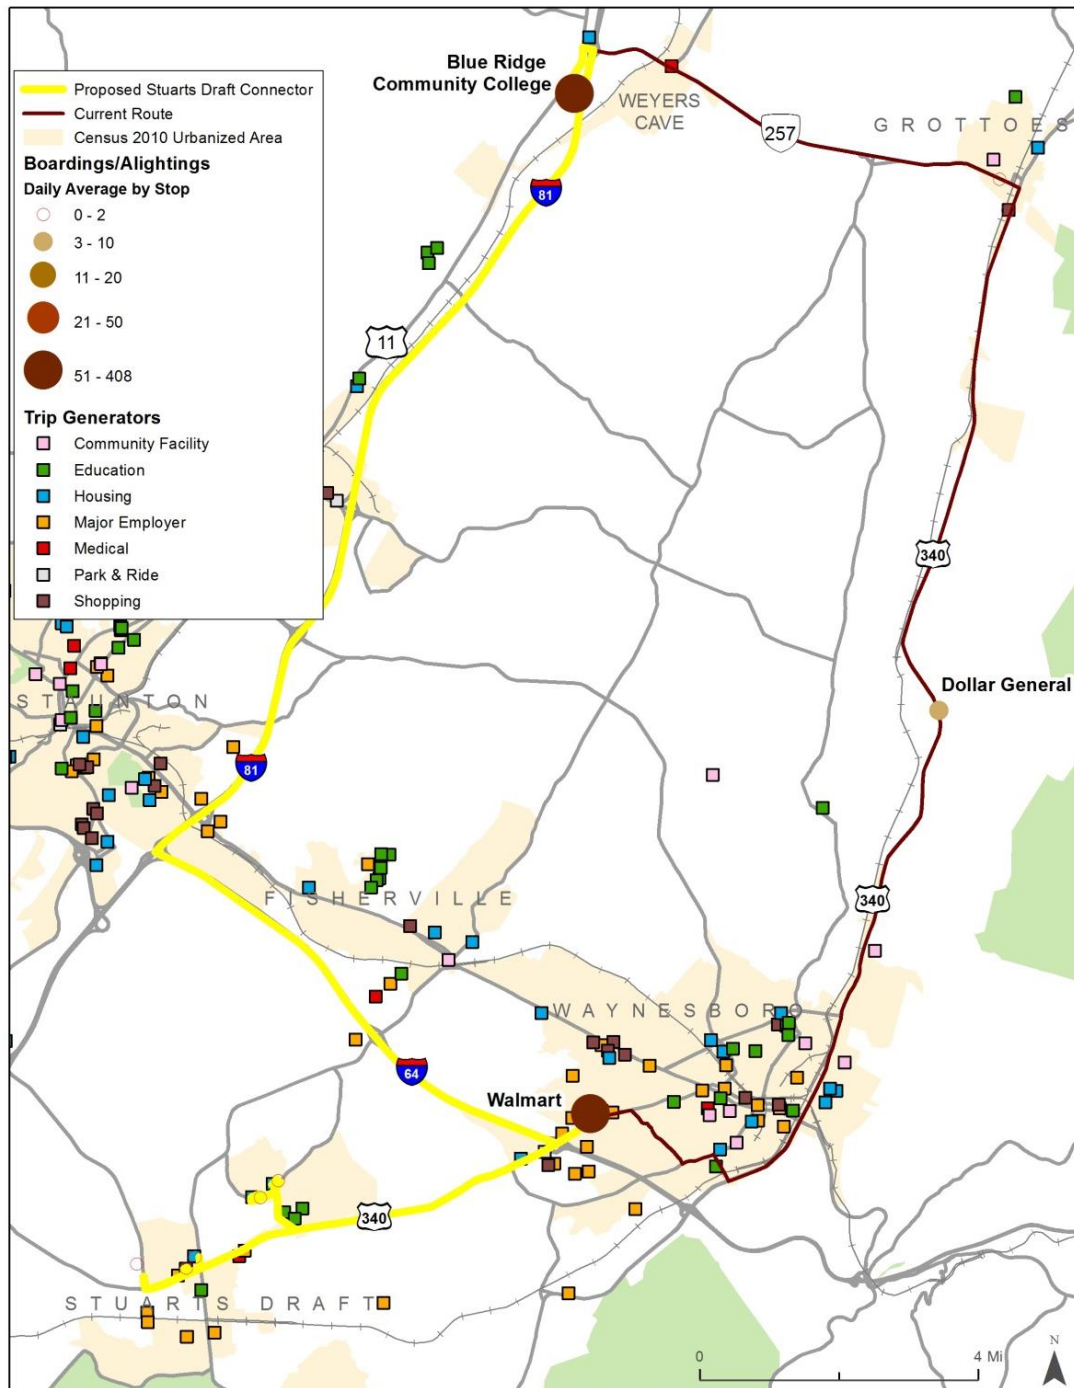 Blue Ridge
Community College
WEYERS
CAVE
257
GROTTOES
Proposed Stuarts Draft Connector
Current Route
Census 2010 Urbanized Area
Boardings/Alightings
Daily Average by Stop
0 - 2
3 - 10
11 - 20
21 - 50
51 - 408
Trip Generators
Community Facility
Education
Housing
Major Employer
Medical
Park & Ride
Shopping
81
11
340
Dollar General
STAUNTON
81
340
FISHERVILLE
WAYNESBORO
64
Walmart
340
STUARTS DRAFT
0 4 Mi
N